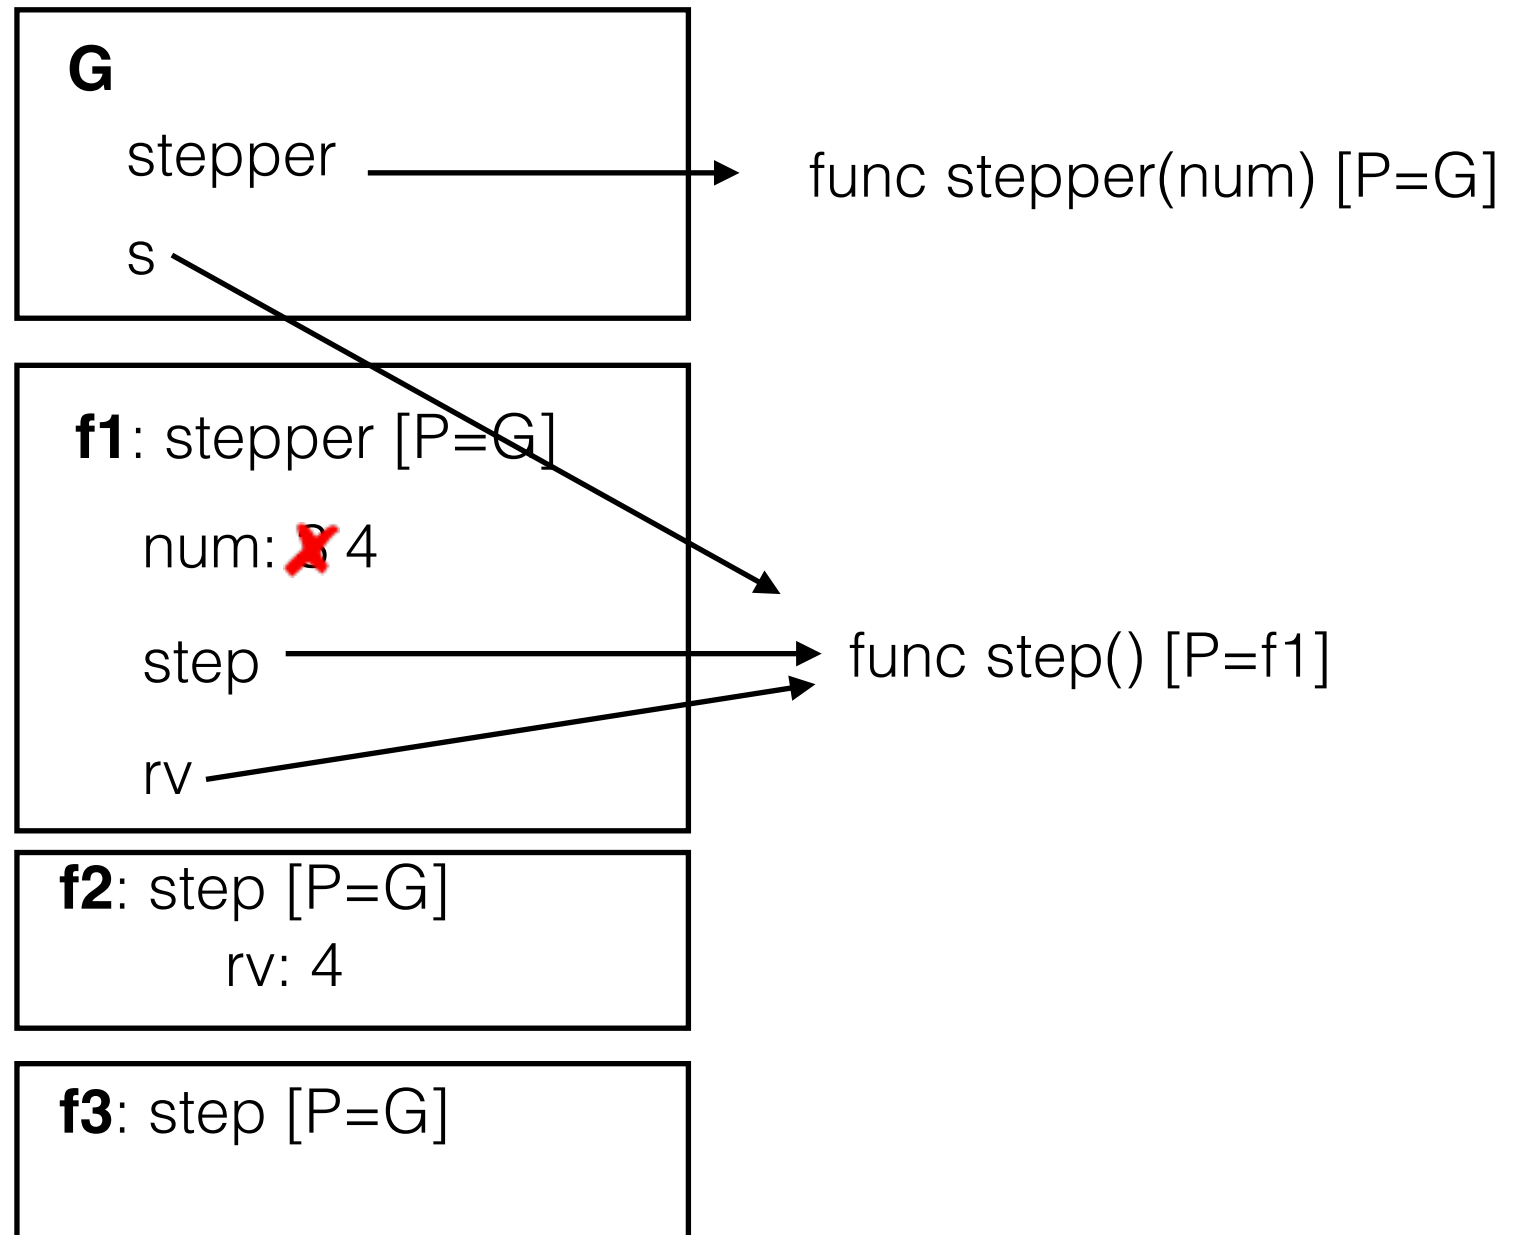 G
stepper
func stepper(num) [P=G]
s
f1: stepper [P=G]
num: 3 4
step
func step() [P=f1]
rv
f2: step [P=G]
rv: 4
f3: step [P=G]